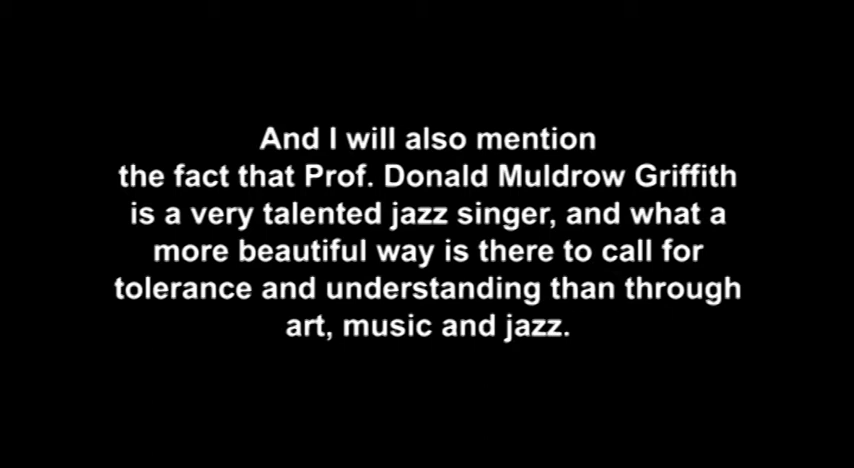 And I will also mention
the fact that Prof. Donald Muldrow Griffith
is a very talented jazz singer, and what a
more beautiful way is there to call for
tolerance and understanding than through
art, music and jazz.